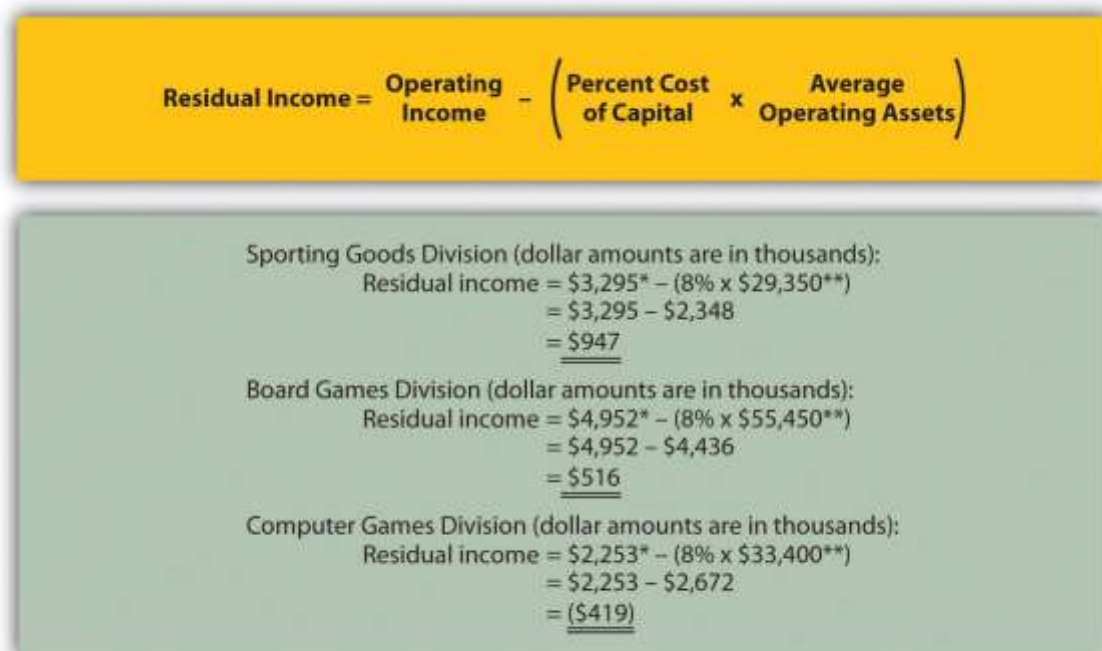 Residual Income = Operating Income – (Percent Cost of Capital x Average Operating Assets)
Sporting Goods Division (dollar amounts are in thousands):
Residual income = $3,295* – (8% x $29,350**)
= $3,295 – $2,348
= $947
Board Games Division (dollar amounts are in thousands):
Residual income = $4,952* – (8% x $55,450**)
= $4,952 – $4,436
= $516
Computer Games Division (dollar amounts are in thousands):
Residual income = $2,253* – (8% x $33,400**)
= $2,253 – $2,672
= ($419)